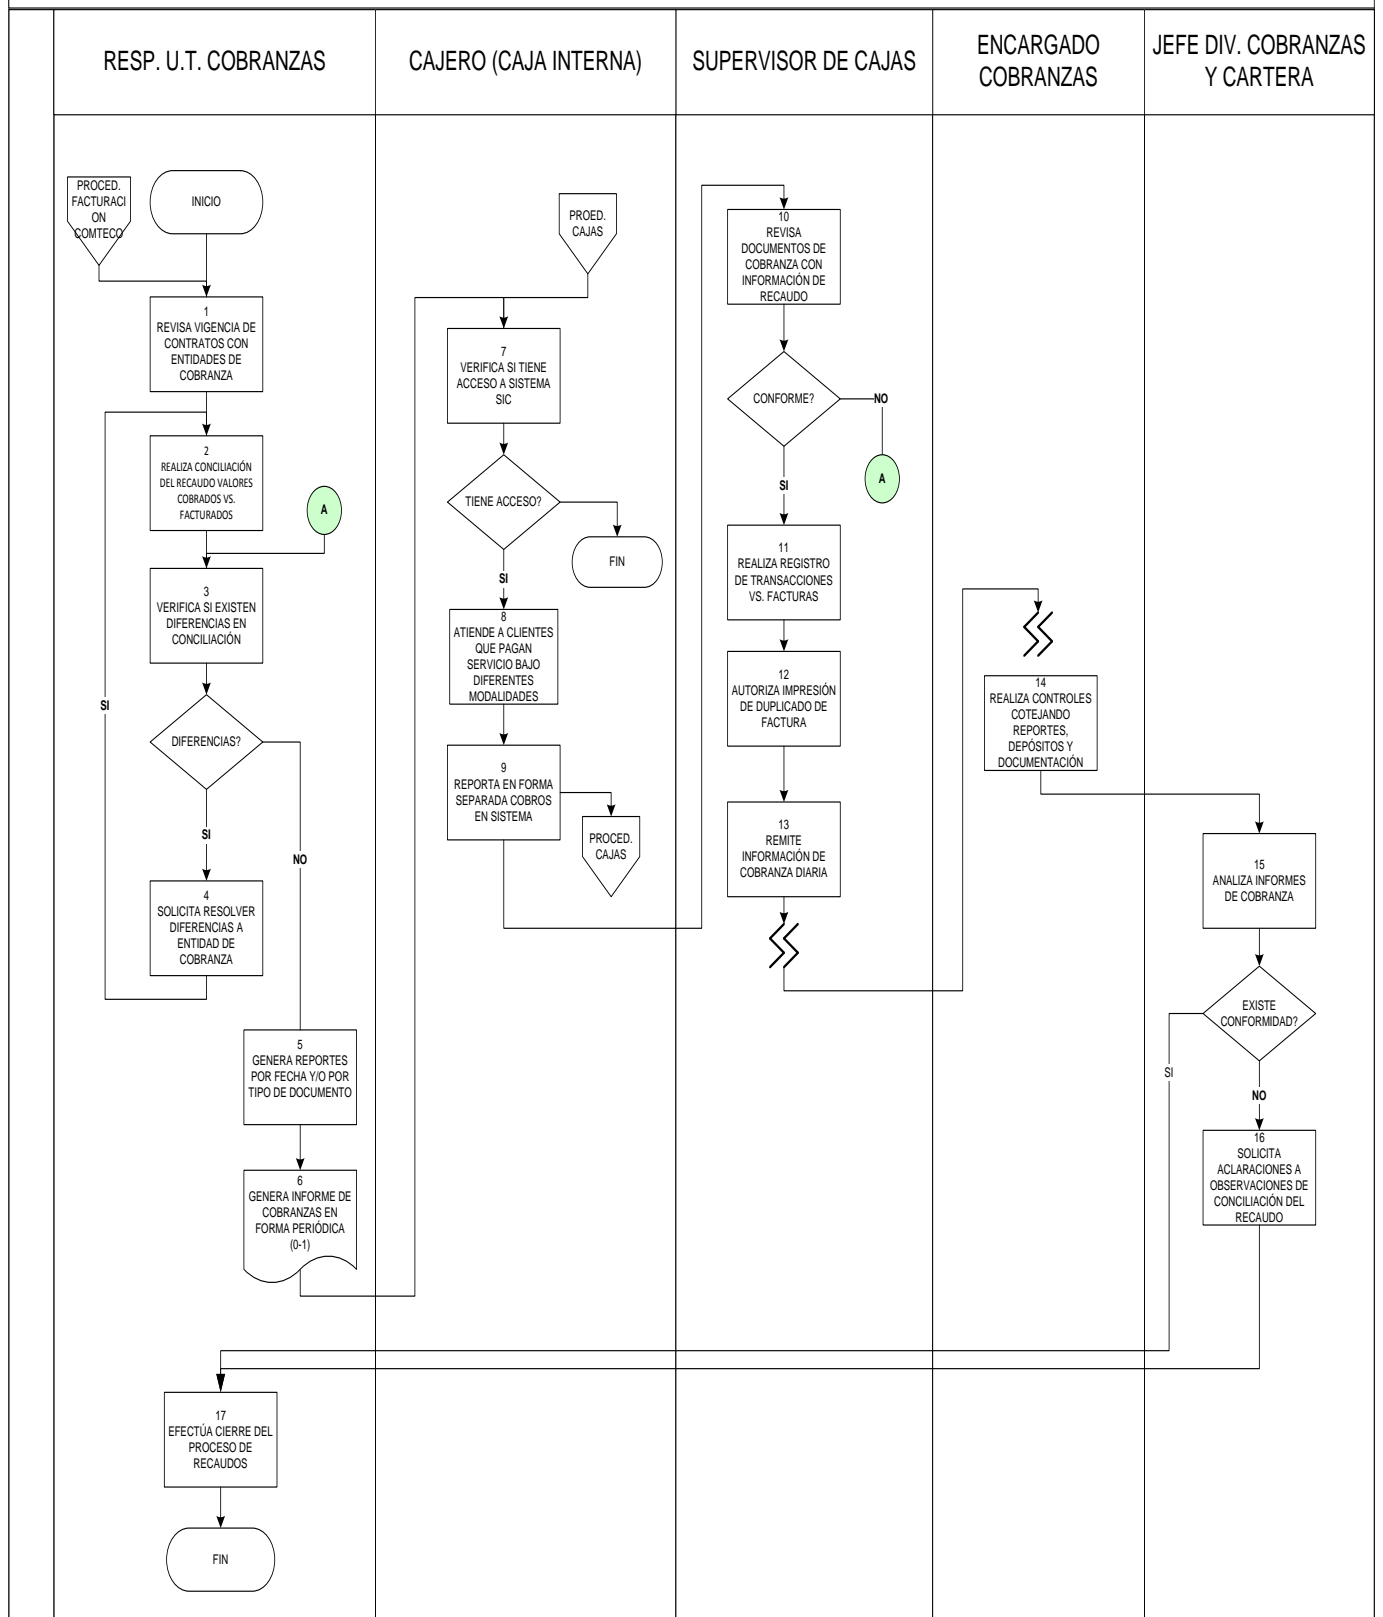 RESP. U.T. COBRANZAS
CAJERO (CAJA INTERNA)
SUPERVISOR DE CAJAS
ENCARGADO
COBRANZAS
JEFE DIV. COBRANZAS
Y CARTERA
PROCED.
FACTURACI
ON
COMTECO
INICIO
1
REVISA VIGENCIA DE
CONTRATOS CON
ENTIDADES DE
COBRANZA
2
REALIZA CONCILIACIÓN
DEL RECAUDO VALORES
COBRADOS VS.
FACTURADOS
A
3
VERIFICA SI EXISTEN
DIFERENCIAS EN
CONCILIACIÓN
SI
DIFERENCIAS?
SI
NO
4
SOLICITA RESOLVER
DIFERENCIAS A
ENTIDAD DE
COBRANZA
5
GENERA REPORTES
POR FECHA Y/O POR
TIPO DE DOCUMENTO
6
GENERA INFORME DE
COBRANZAS EN
FORMA PERIÓDICA
(0-1)
PROED.
CAJAS
7
VERIFICA SI TIENE
ACCESO A SISTEMA
SIC
TIENE ACCESO?
FIN
SI
8
ATIENDE A CLIENTES
QUE PAGAN
SERVICIO BAJO
DIFERENTES
MODALIDADES
9
REPORTA EN FORMA
SEPARADA COBROS
EN SISTEMA
PROCED.
CAJAS
10
REVISA
DOCUMENTOS DE
COBRANZA CON
INFORMACIÓN DE
RECAUDO
CONFORME?
NO
A
SI
11
REALIZA REGISTRO
DE TRANSACCIONES
VS. FACTURAS
12
AUTORIZA IMPRESIÓN
DE DUPLICADO DE
FACTURA
13
REMITE
INFORMACIÓN DE
COBRANZA DIARIA
14
REALIZA CONTROLES
COTEJANDO
REPORTES,
DEPÓSITOS Y
DOCUMENTACIÓN
15
ANALIZA INFORMES
DE COBRANZA
EXISTE
CONFORMIDAD?
SI
NO
16
SOLICITA
ACLARACIONES A
OBSERVACIONES DE
CONCILIACIÓN DEL
RECAUDO
17
EFECTÚA CIERRE DEL
PROCESO DE
RECAUDOS
FIN